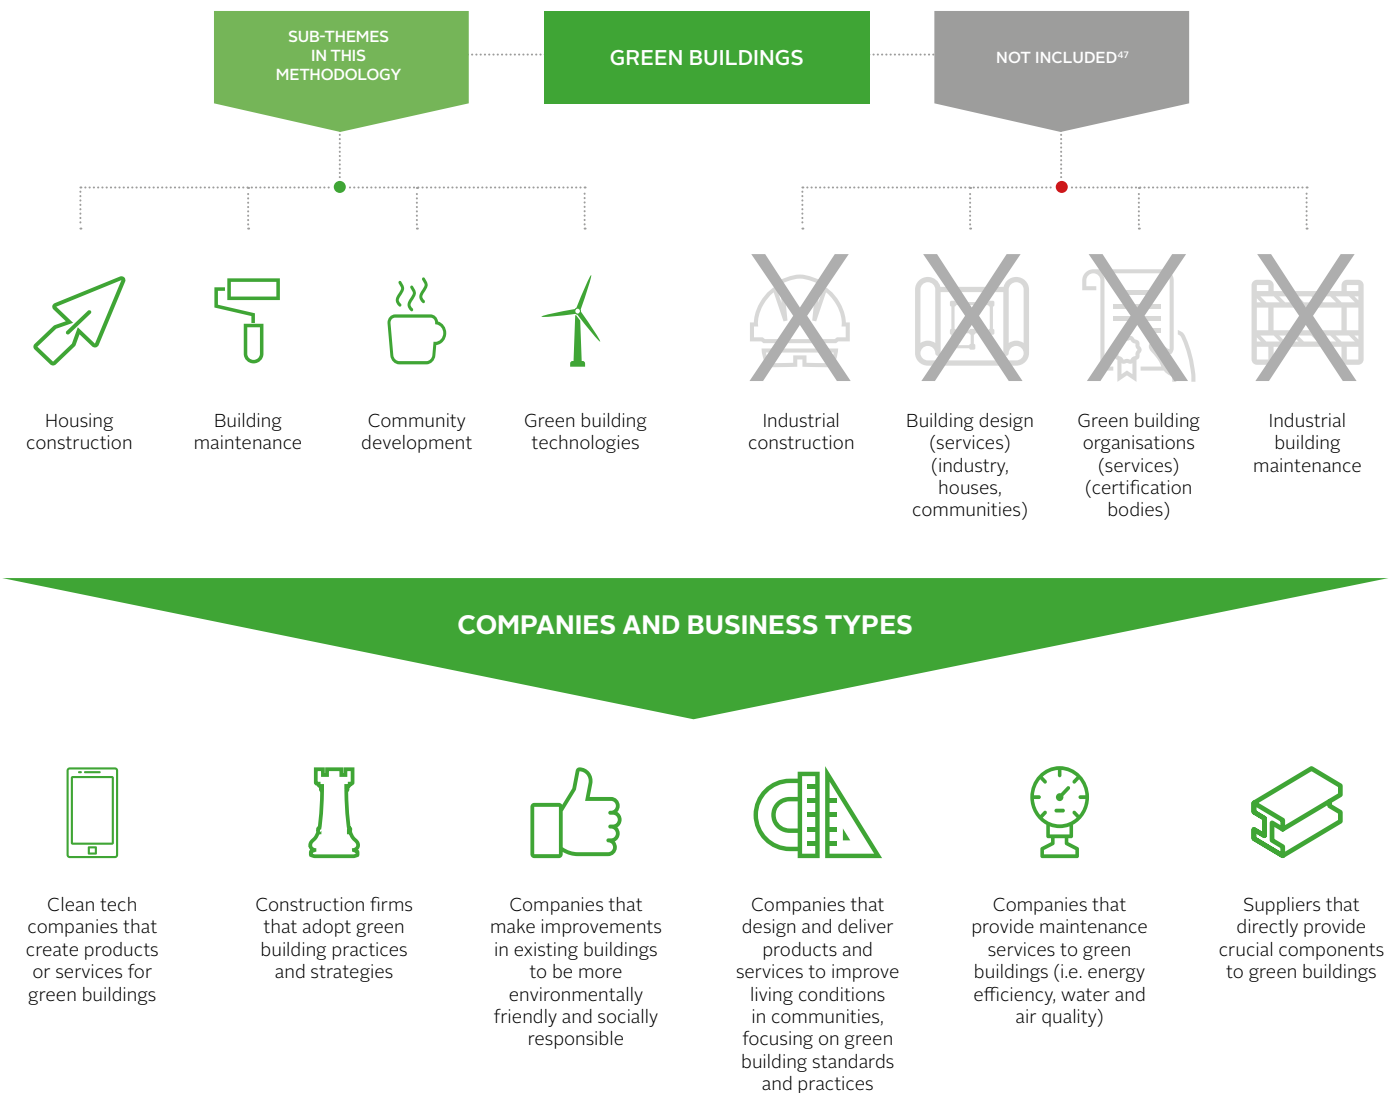 SUB-THEMES
IN THIS
METHODOLOGY
GREEN BUILDINGS
NOT INCLUDED⁴⁷
Housing
construction
Building
maintenance
Community
development
Green building
technologies
Industrial
construction
Building design
(services)
(industry,
houses,
communities)
Green building
organisations
(services)
(certification
bodies)
Industrial
building
maintenance
COMPANIES AND BUSINESS TYPES
Clean tech
companies that
create products
or services for
green buildings
Construction firms
that adopt green
building practices
and strategies
Companies that
make improvements
in existing buildings
to be more
environmentally
friendly and socially
responsible
Companies that
design and deliver
products and
services to improve
living conditions
in communities,
focusing on green
building standards
and practices
Companies that
provide maintenance
services to green
buildings (i.e. energy
efficiency, water and
air quality)
Suppliers that
directly provide
crucial components
to green buildings